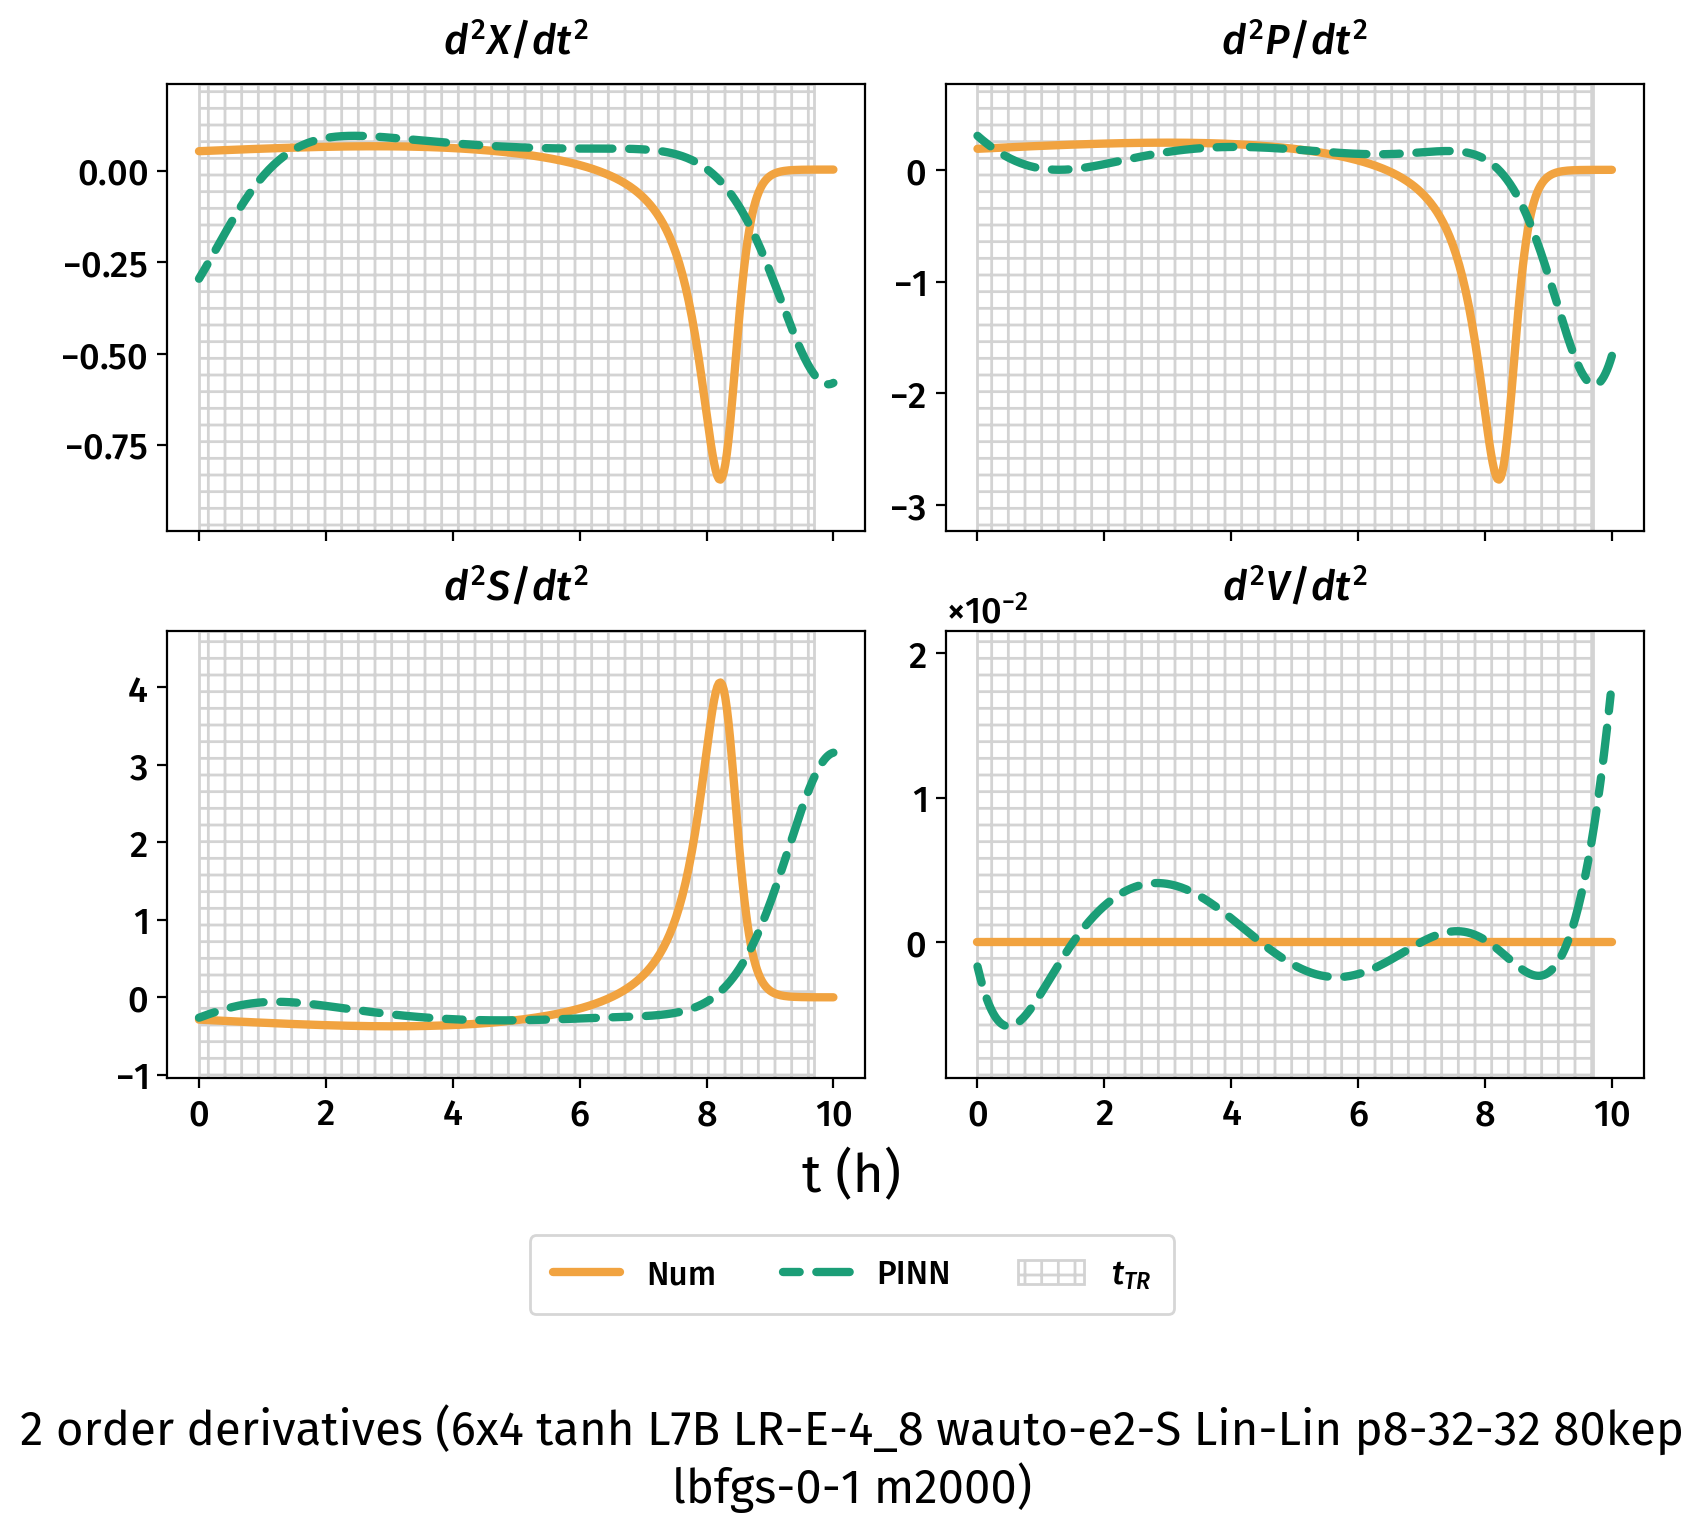 d²X/dt²
d²P/dt²
0.00
−0.25
−0.50
−0.75
0
−1
−2
−3
d²S/dt²
d²V/dt²
×10⁻²
4
3
2
1
0
−1
2
1
0
0 2 4 6 8 10
0 2 4 6 8 10
t (h)
Num PINN t_TR
2 order derivatives (6x4 tanh L7B LR-E-4_8 wauto-e2-S Lin-Lin p8-32-32 80kep
lbfgs-0-1 m2000)